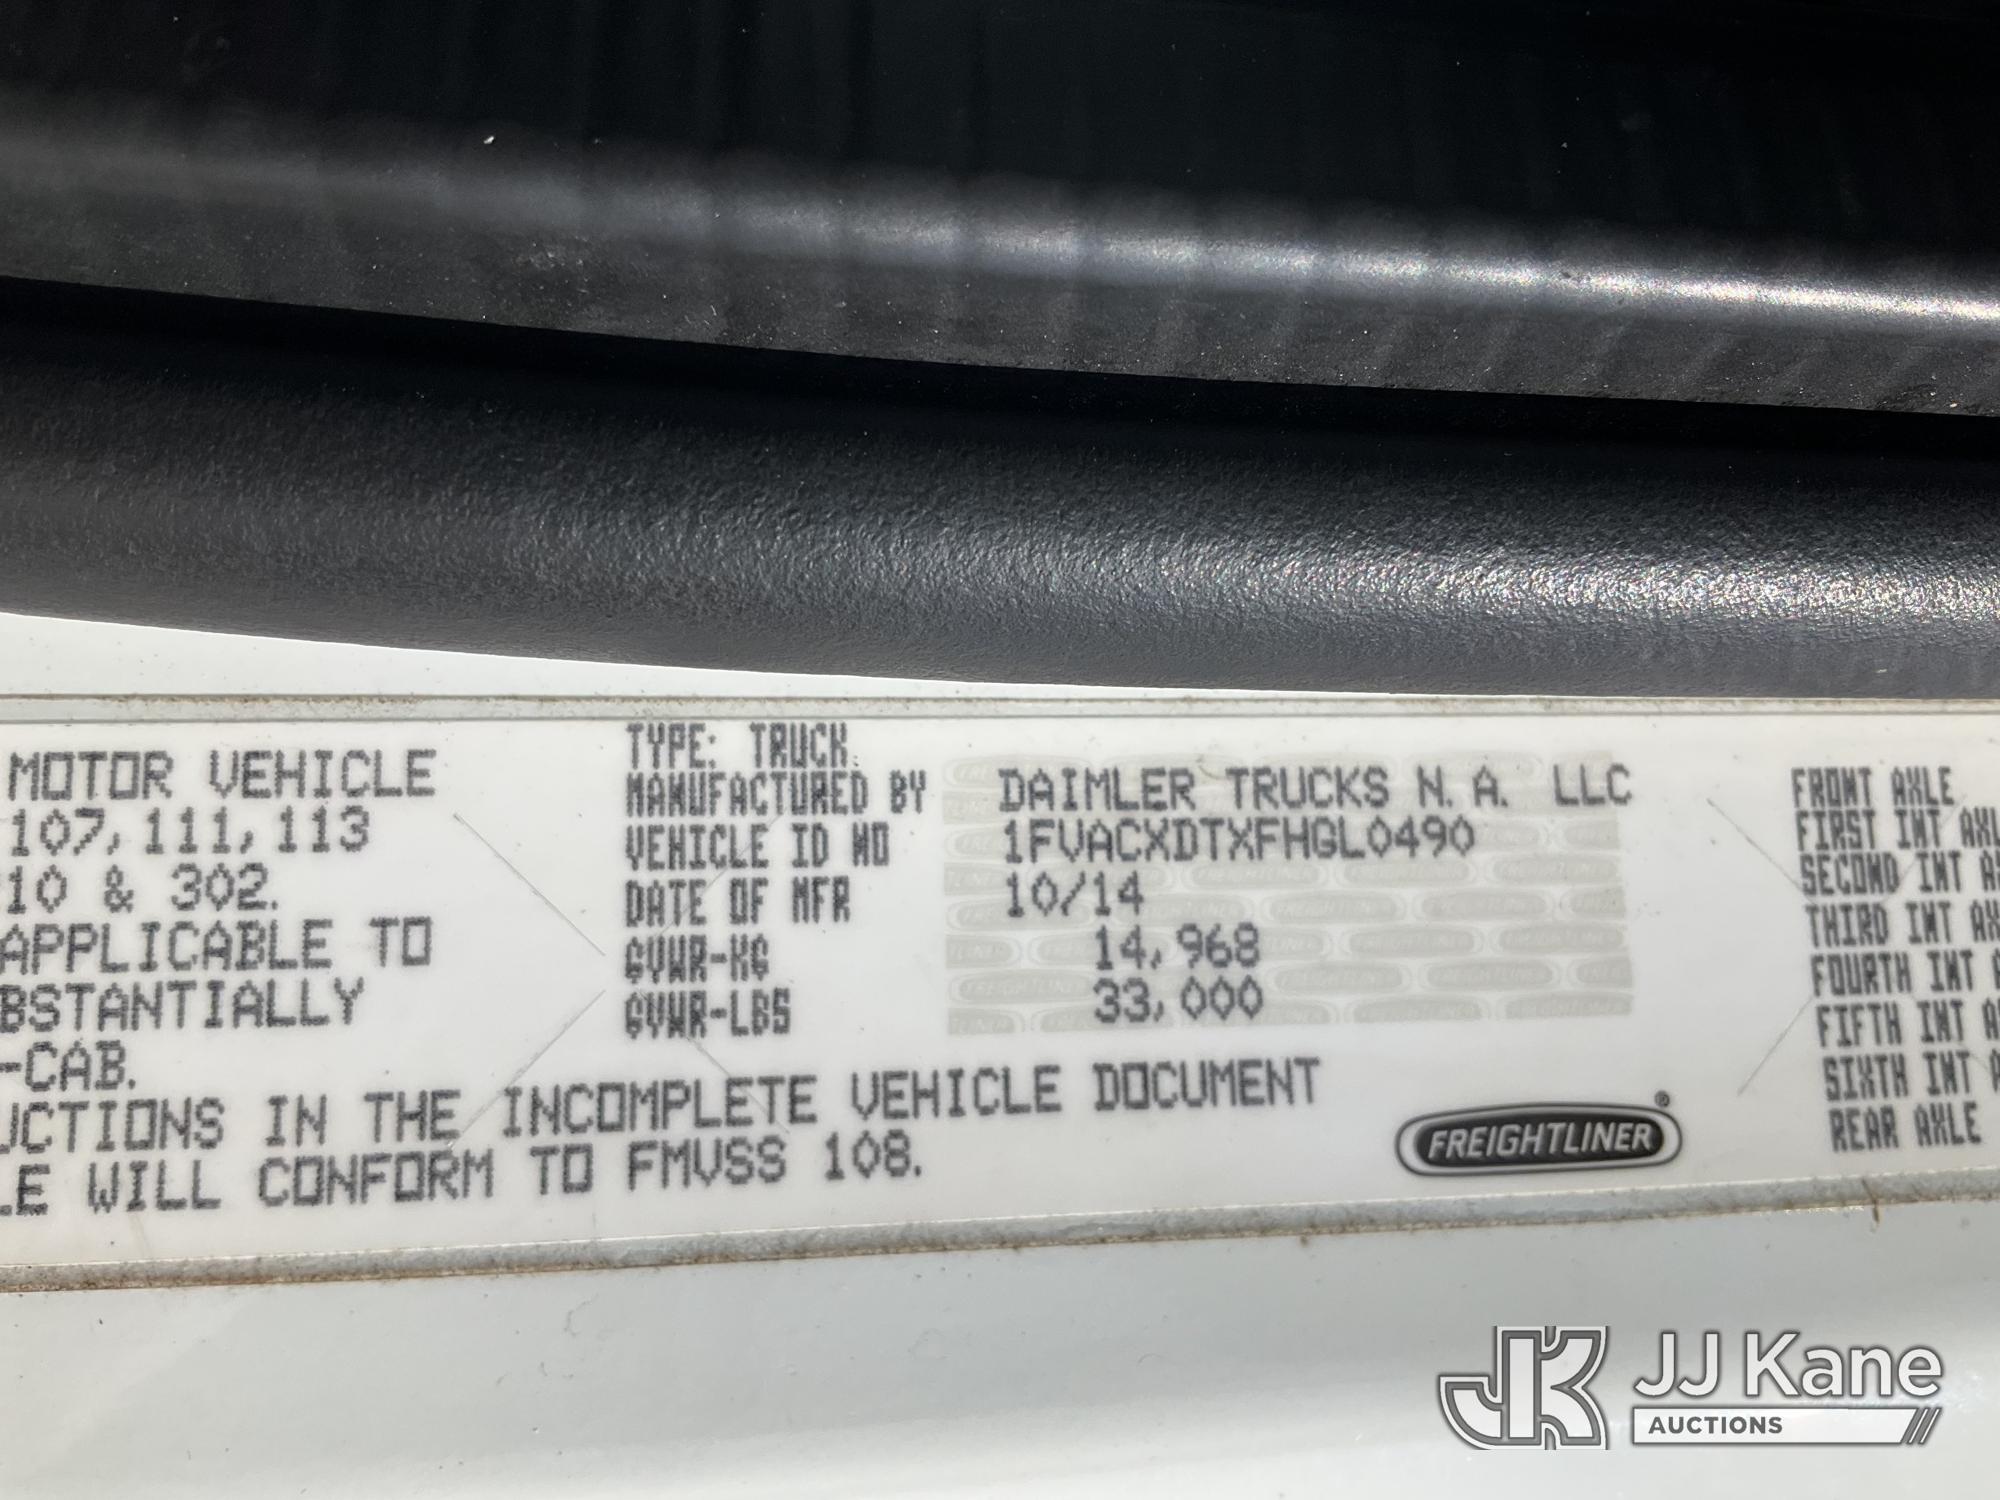 MOTOR VEHICLE
107, 111, 113
10 & 302.
APPLICABLE TO
BSTANTIALLY
-CAB.
UCTIONS IN THE INCOMPLETE VEHICLE DOCUMENT
LE WILL CONFORM TO FMVSS 108.
TYPE: TRUCK
MANUFACTURED BY DAIMLER TRUCKS N. A. LLC
VEHICLE ID NO 1FVACXDTXFHGL0490
DATE OF MFR 10/14
GVWR-KG 14,968
GVWR-LBS 33,000
FREIGHTLINER®
FRONT AXLE
FIRST INT AXL
SECOND INT AX
THIRD INT AX
FOURTH INT A
FIFTH INT A
SIXTH INT A
REAR AXLE
JK JJ Kane
AUCTIONS